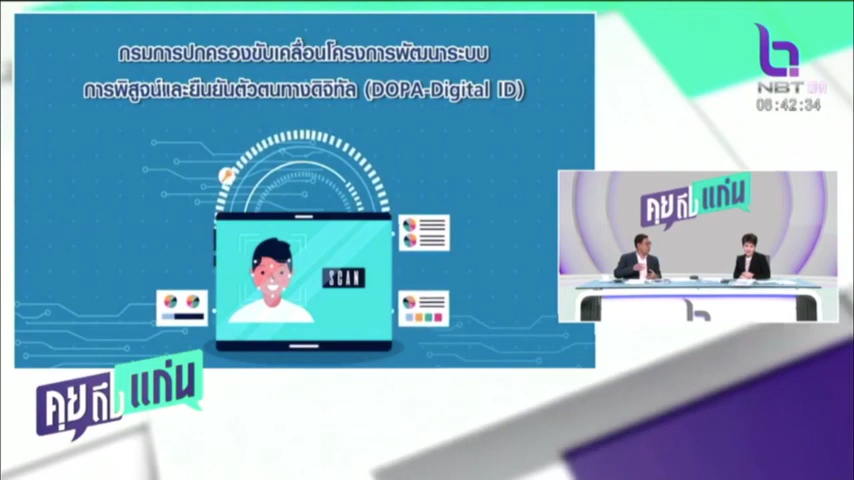 กรมการปกครองขับเคลื่อนโครงการพัฒนาระบบ
การพิสูจน์และยืนยันตัวตนทางดิจิทัล (DOPA-Digital ID)
NBT
06:42:34
SCAN
คุยถึงแก่น
คุยถึงแก่น